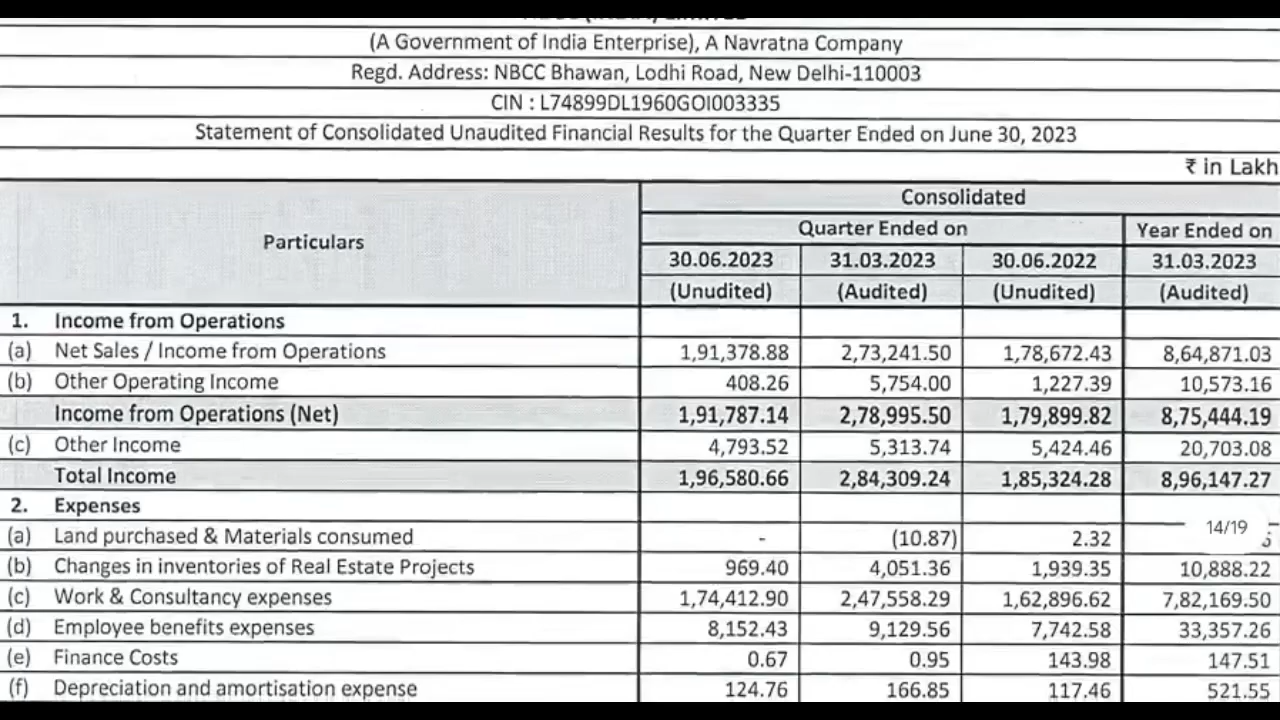 (A Government of India Enterprise), A Navratna Company
Regd. Address: NBCC Bhawan, Lodhi Road, New Delhi-110003
CIN : L74899DL1960GOI003335
Statement of Consolidated Unaudited Financial Results for the Quarter Ended on June 30, 2023
₹ in Lakh
Particulars Consolidated
Quarter Ended on Year Ended on
30.06.2023 31.03.2023 30.06.2022 31.03.2023
(Unudited) (Audited) (Unudited) (Audited)
1. Income from Operations
(a) Net Sales / Income from Operations 1,91,378.88 2,73,241.50 1,78,672.43 8,64,871.03
(b) Other Operating Income 408.26 5,754.00 1,227.39 10,573.16
Income from Operations (Net) 1,91,787.14 2,78,995.50 1,79,899.82 8,75,444.19
(c) Other Income 4,793.52 5,313.74 5,424.46 20,703.08
Total Income 1,96,580.66 2,84,309.24 1,85,324.28 8,96,147.27
2. Expenses
(a) Land purchased & Materials consumed - (10.87) 2.32
14/19
(b) Changes in inventories of Real Estate Projects 969.40 4,051.36 1,939.35 10,888.22
(c) Work & Consultancy expenses 1,74,412.90 2,47,558.29 1,62,896.62 7,82,169.50
(d) Employee benefits expenses 8,152.43 9,129.56 7,742.58 33,357.26
(e) Finance Costs 0.67 0.95 143.98 147.51
(f) Depreciation and amortisation expense 124.76 166.85 117.46 521.55